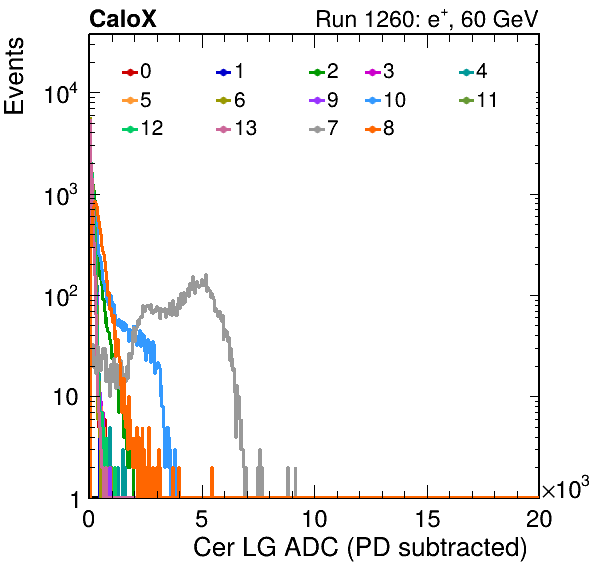 CaloX Run 1260: e⁺, 60 GeV
Events
0 1 2 3 4
5 6 9 10 11
12 13 7 8
10⁴
10³
10²
10
1
0 5 10 15 20
×10³
Cer LG ADC (PD subtracted)